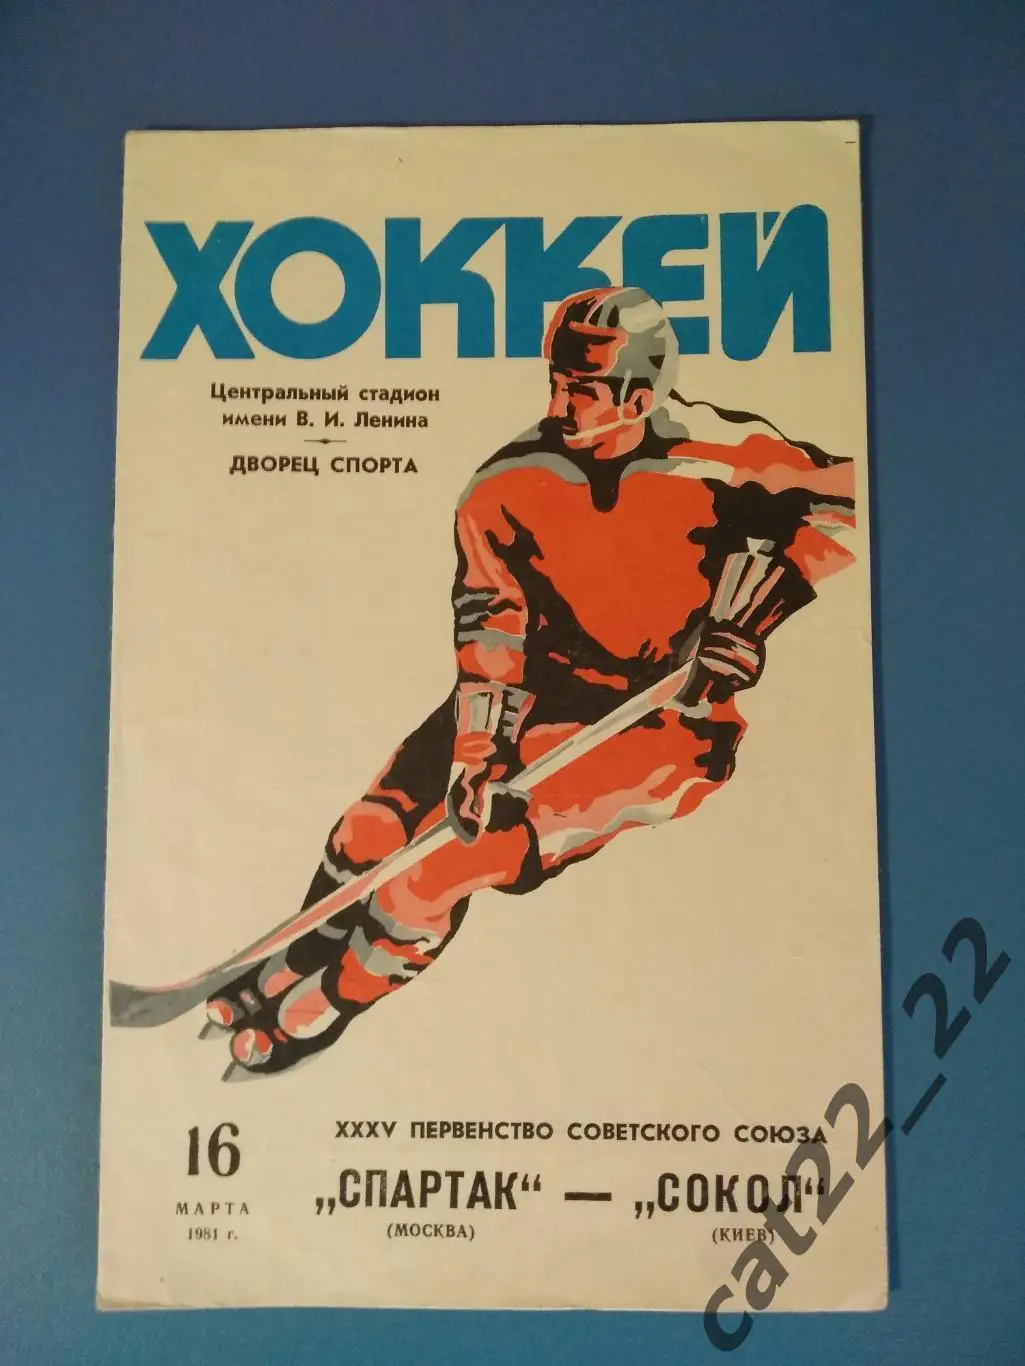 ХОККЕЙ
Центральный стадион
имени В. И. Ленина
ДВОРЕЦ СПОРТА
16
МАРТА
1981 г.
XXXV ПЕРВЕНСТВО СОВЕТСКОГО СОЮЗА
„СПАРТАК“ — „СОКОЛ“
(МОСКВА) (КИЕВ)
cat22_22